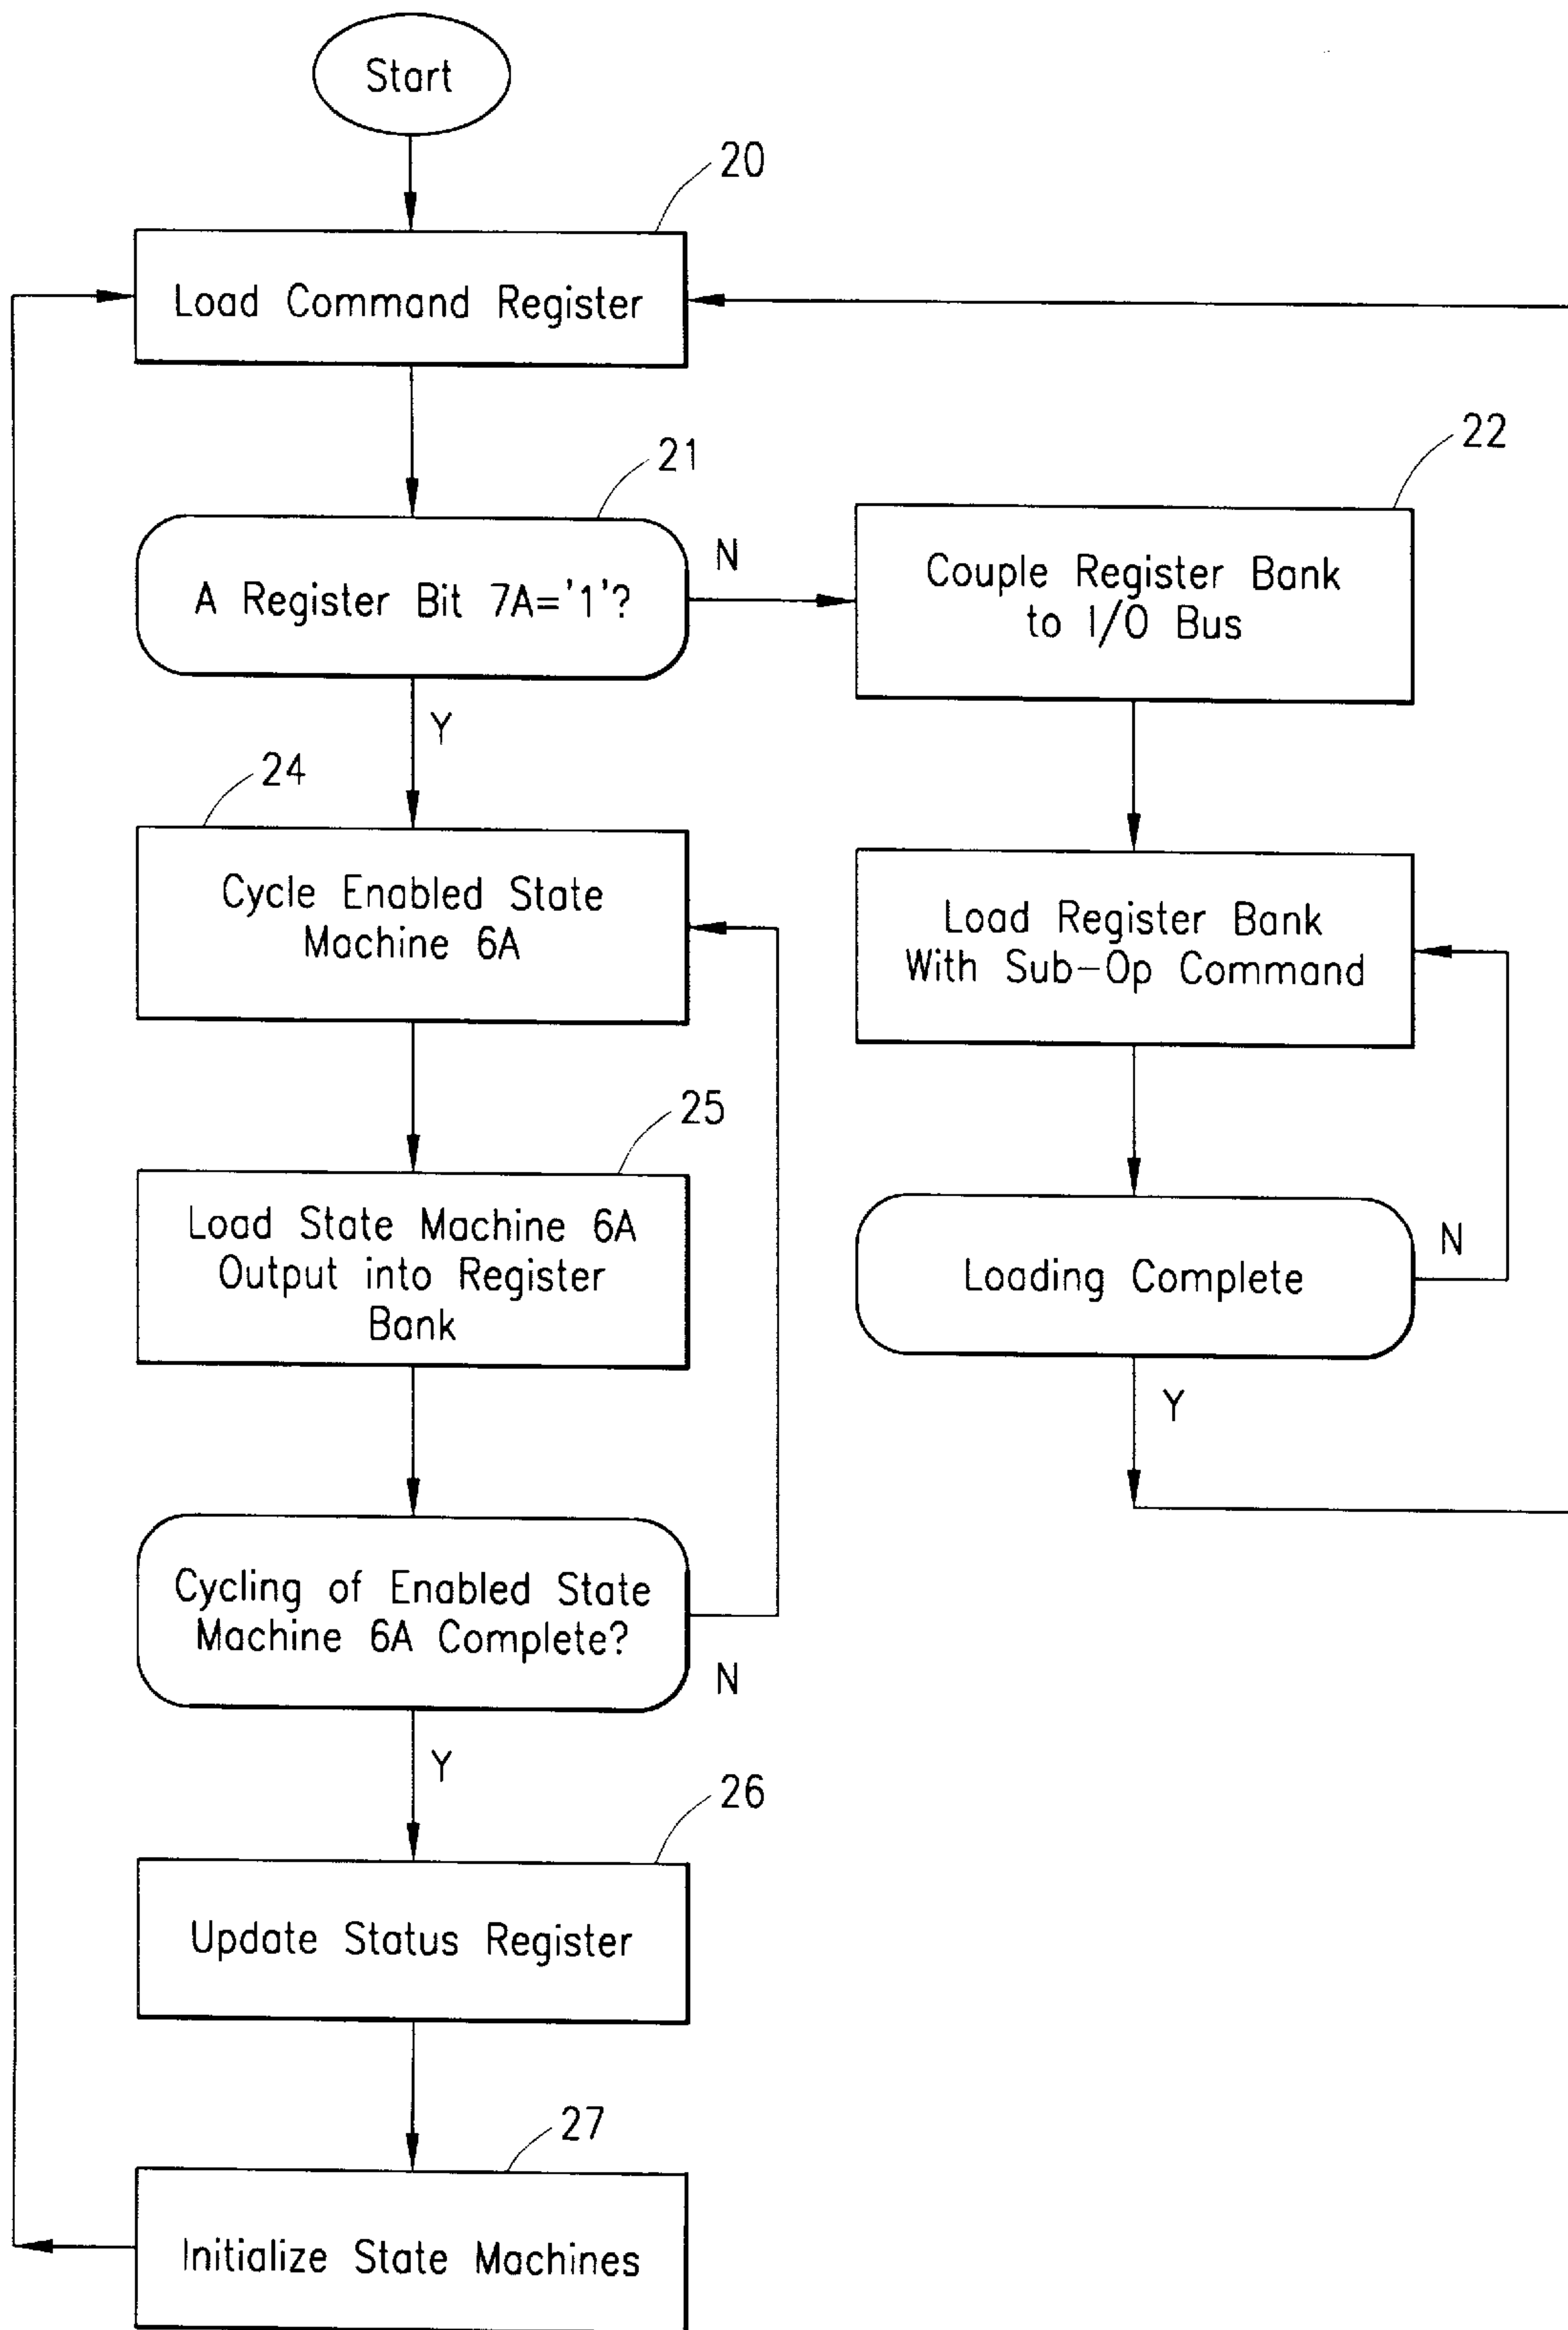 Start
20
Load Command Register
21
A Register Bit 7A='1'?
N
22
Couple Register Bank
to I/O Bus
Y
24
Cycle Enabled State
Machine 6A
Load Register Bank
With Sub-Op Command
25
Load State Machine 6A
Output into Register
Bank
Loading Complete
N
Y
Cycling of Enabled State
Machine 6A Complete?
N
Y
26
Update Status Register
27
Initialize State Machines